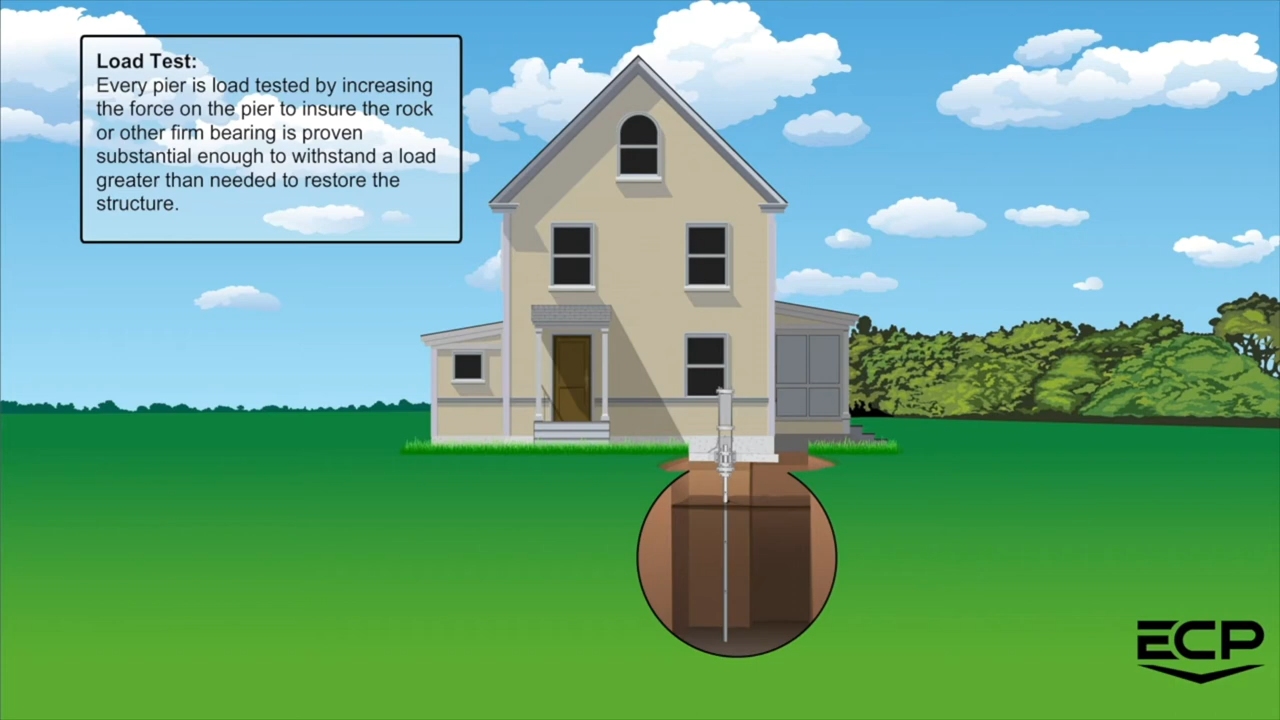 Load Test:
Every pier is load tested by increasing
the force on the pier to insure the rock
or other firm bearing is proven
substantial enough to withstand a load
greater than needed to restore the
structure.
ECP